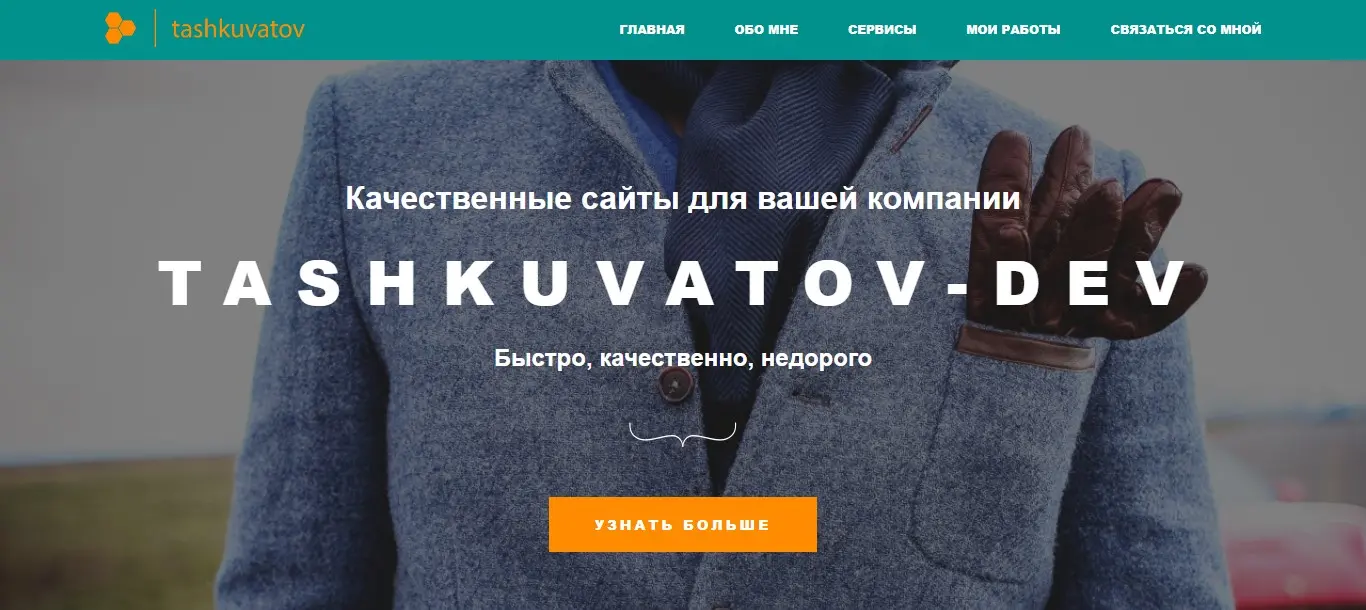 tashkuvatov
ГЛАВНАЯ ОБО МНЕ СЕРВИСЫ МОИ РАБОТЫ СВЯЗАТЬСЯ СО МНОЙ
Качественные сайты для вашей компании
TASHKUVATOV-DEV
Быстро, качественно, недорого
УЗНАТЬ БОЛЬШЕ